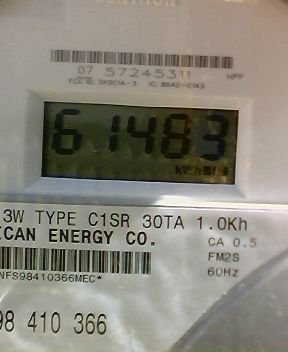 07 57245311
61483
3W TYPE C1SR 30TA 1.0Kh
ICAN ENERGY CO.
CA 0.5
FM2S
60Hz
NFS98410366MEC*
98 410 366